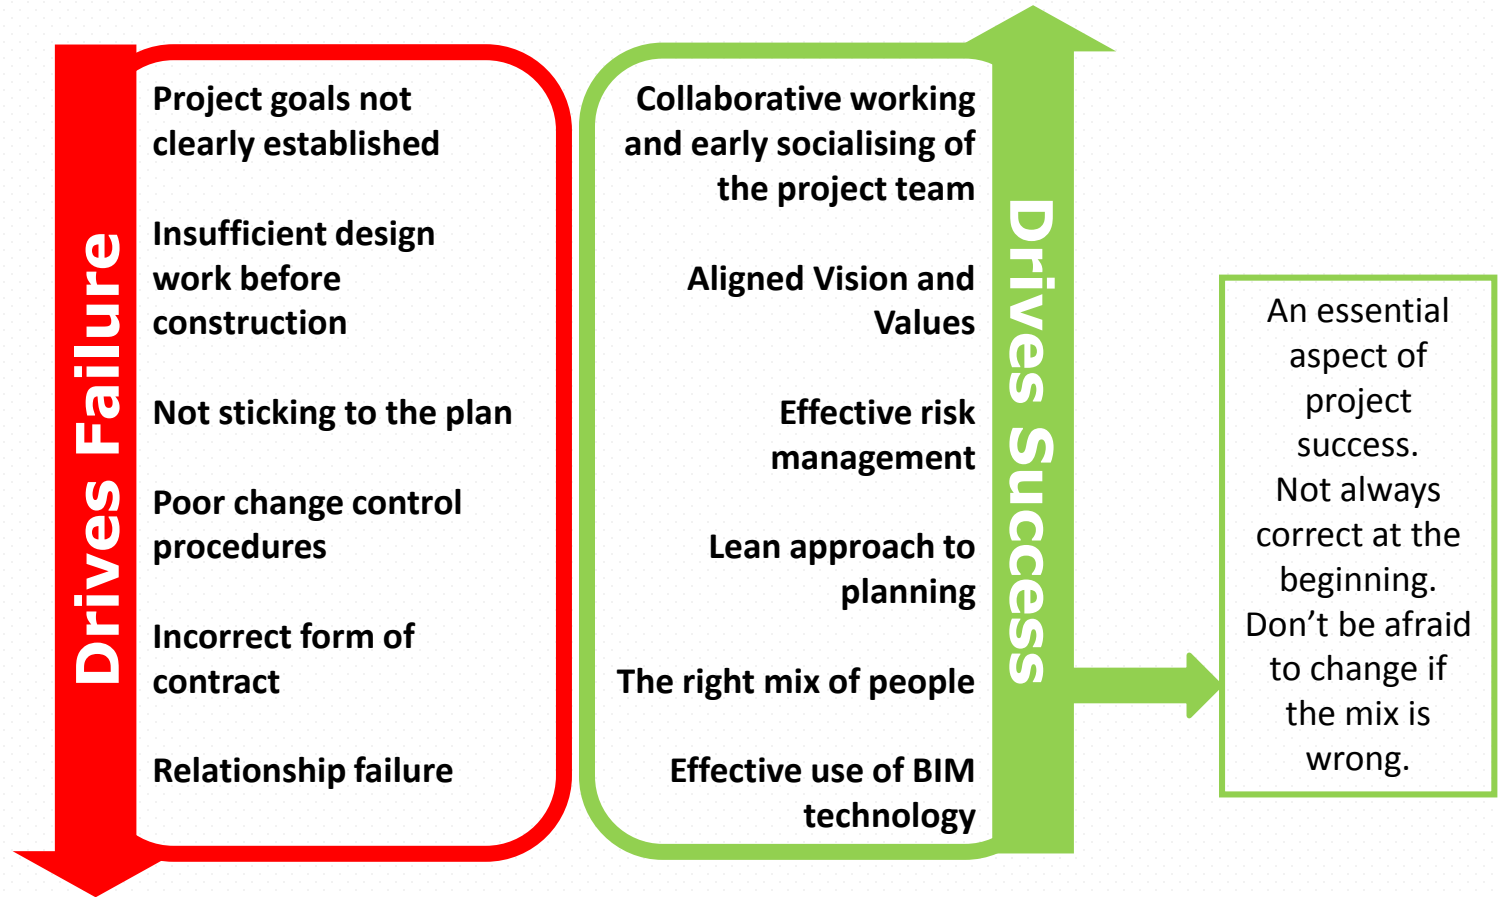 Drives Failure
Project goals not
clearly established
Insufficient design
work before
construction
Not sticking to the plan
Poor change control
procedures
Incorrect form of
contract
Relationship failure
Collaborative working
and early socialising of
the project team
Aligned Vision and
Values
Effective risk
management
Lean approach to
planning
The right mix of people
Effective use of BIM
technology
Drives Success
An essential
aspect of
project
success.
Not always
correct at the
beginning.
Don’t be afraid
to change if
the mix is
wrong.